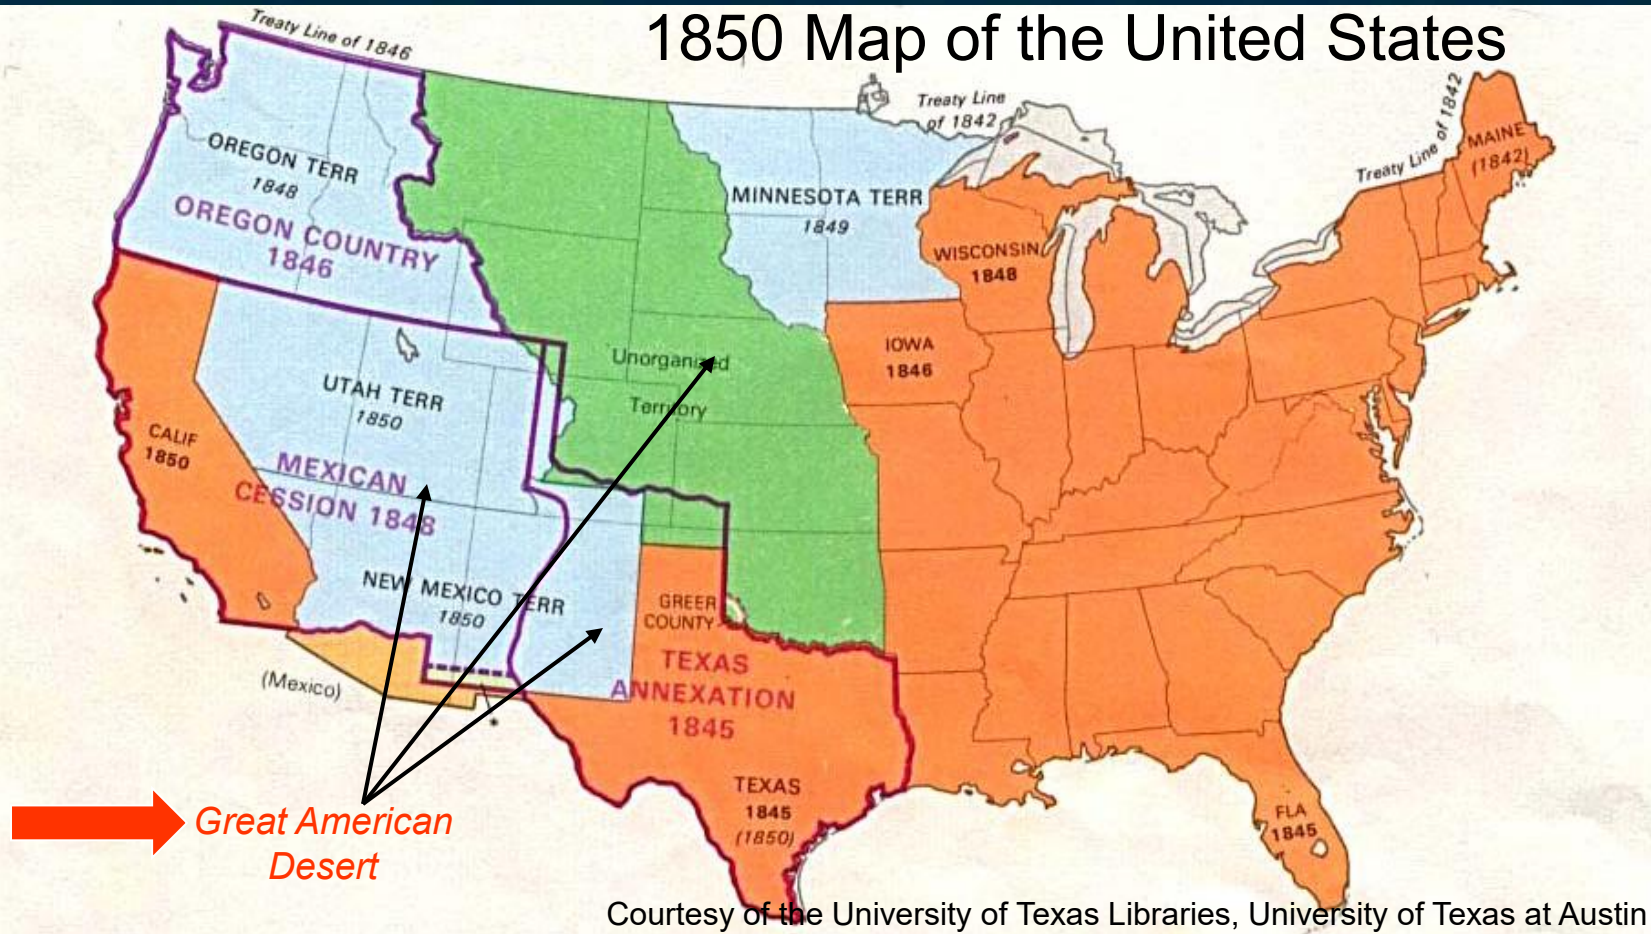 1850 Map of the United States
Treaty Line of 1846
Treaty Line
of 1842
Treaty Line of 1842
MAINE
(1842)
OREGON TERR
1848
OREGON COUNTRY
1846
MINNESOTA TERR
1849
WISCONSIN
1848
IOWA
1846
Unorganized
Territory
UTAH TERR
1850
CALIF
1850
MEXICAN
CESSION 1848
NEW MEXICO TERR
1850
GREER
COUNTY
TEXAS
ANNEXATION
1845
(Mexico)
*
TEXAS
1845
(1850)
FLA
1845
Great American
Desert
Courtesy of the University of Texas Libraries, University of Texas at Austin